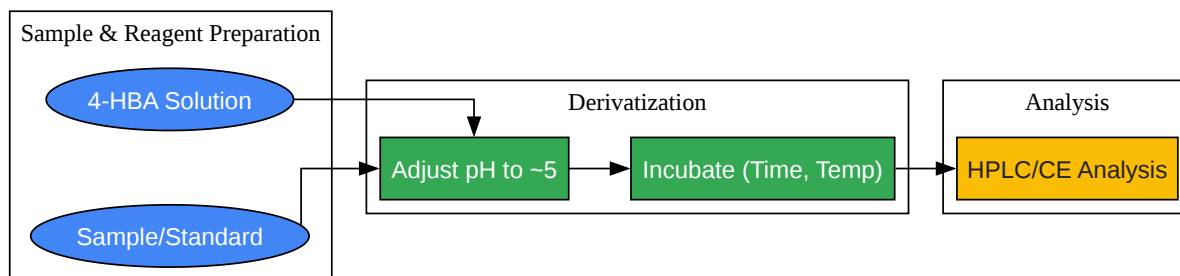 Sample & Reagent Preparation
4-HBA Solution
Sample/Standard
Derivatization
Adjust pH to ~5
Incubate (Time, Temp)
Analysis
HPLC/CE Analysis